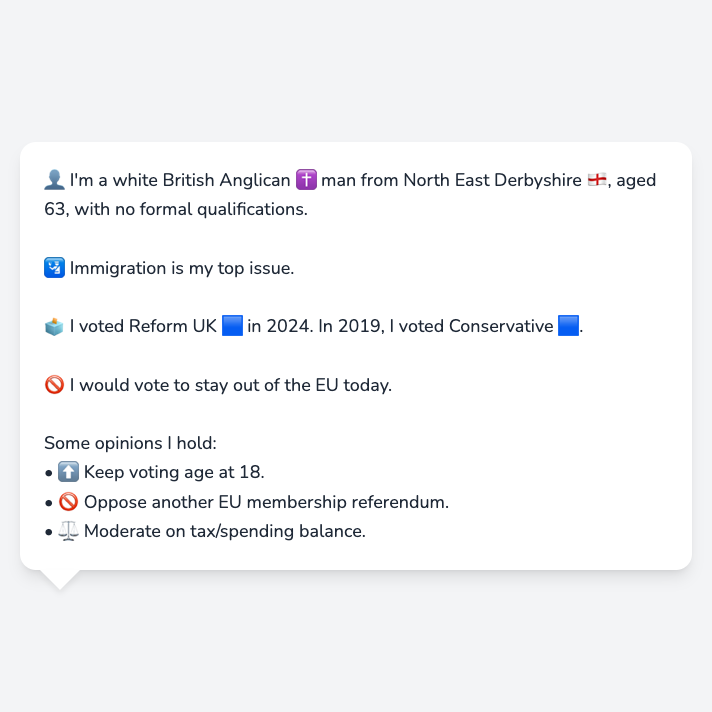 👤 I'm a white British Anglican ✝️ man from North East Derbyshire 🏴󠁧󠁢󠁥󠁮󠁧󠁿, aged
63, with no formal qualifications.
🛂 Immigration is my top issue.
🗳️ I voted Reform UK 🟦 in 2024. In 2019, I voted Conservative 🟦.
🚫 I would vote to stay out of the EU today.
Some opinions I hold:
• ⬆️ Keep voting age at 18.
• 🚫 Oppose another EU membership referendum.
• ⚖️ Moderate on tax/spending balance.